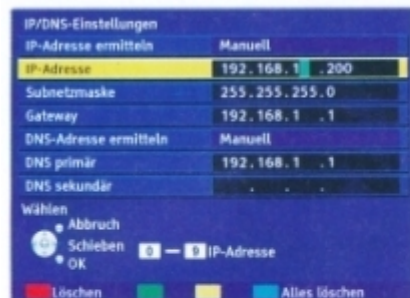 IP/DNS-Einstellungen
IP-Adresse ermitteln Manuell
IP-Adresse 192.168.1 .200
Subnetzmaske 255.255.255.0
Gateway 192.168.1 .1
DNS-Adresse ermitteln Manuell
DNS primär 192.168.1 .1
DNS sekundär . . .
Wählen
Abbruch
Schieben 0 — 9 IP-Adresse
OK
Löschen Alles löschen